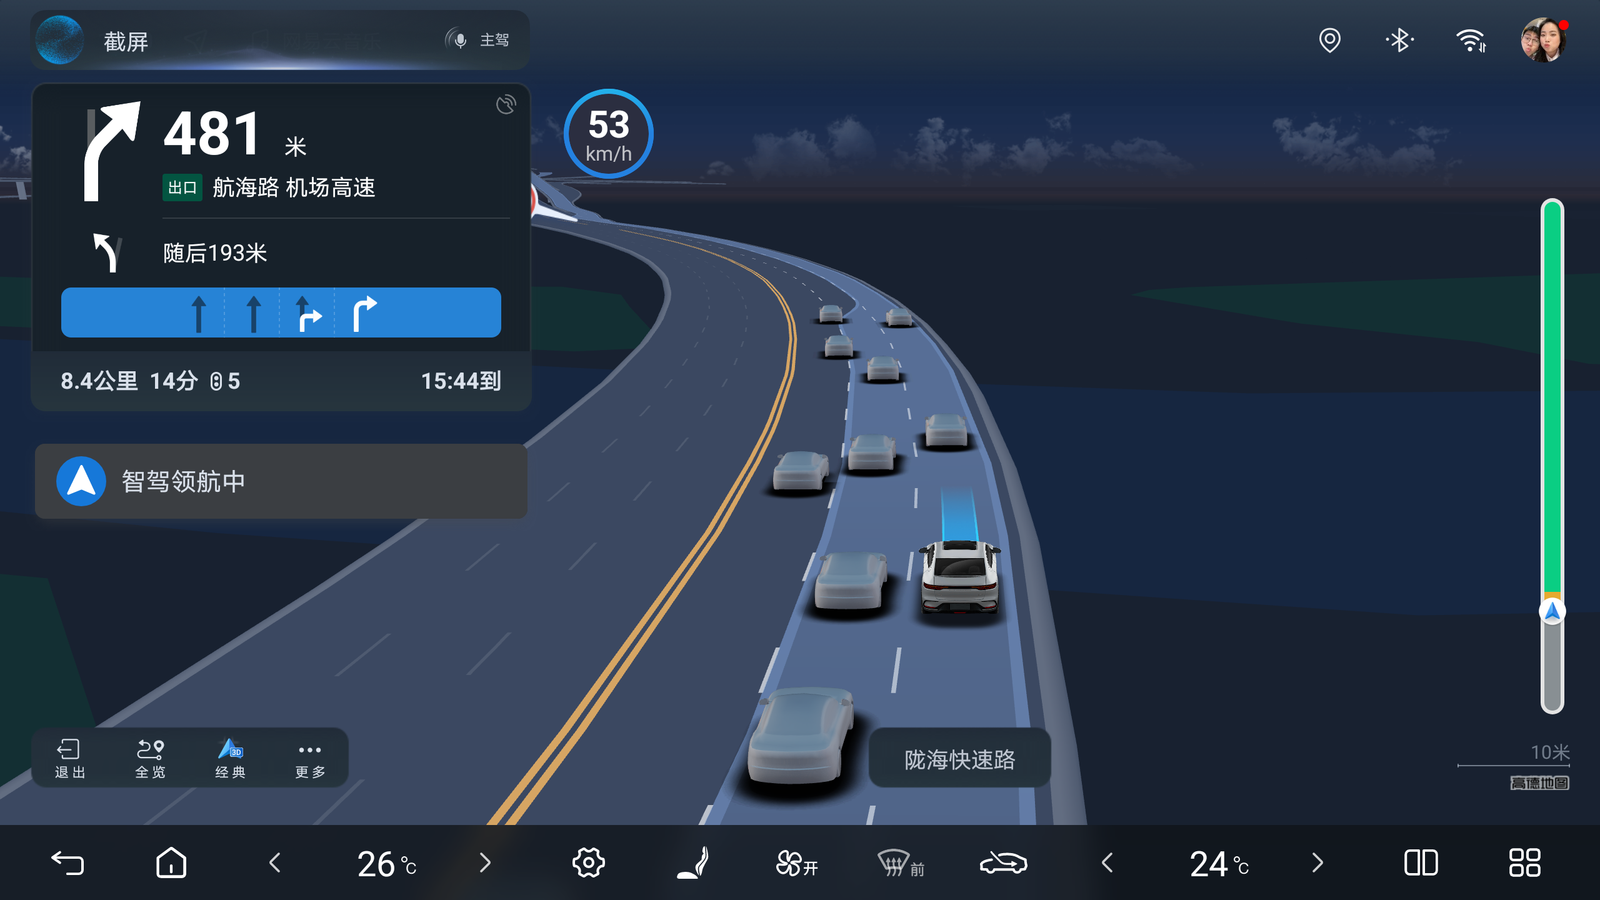 截屏
主驾
481 米
出口 航海路 机场高速
随后193米
8.4公里 14分 5
15:44到
53
km/h
智驾领航中
退出
全览
3D
经典
更多
陇海快速路
10米
高德地图
26°C
开
前
24°C